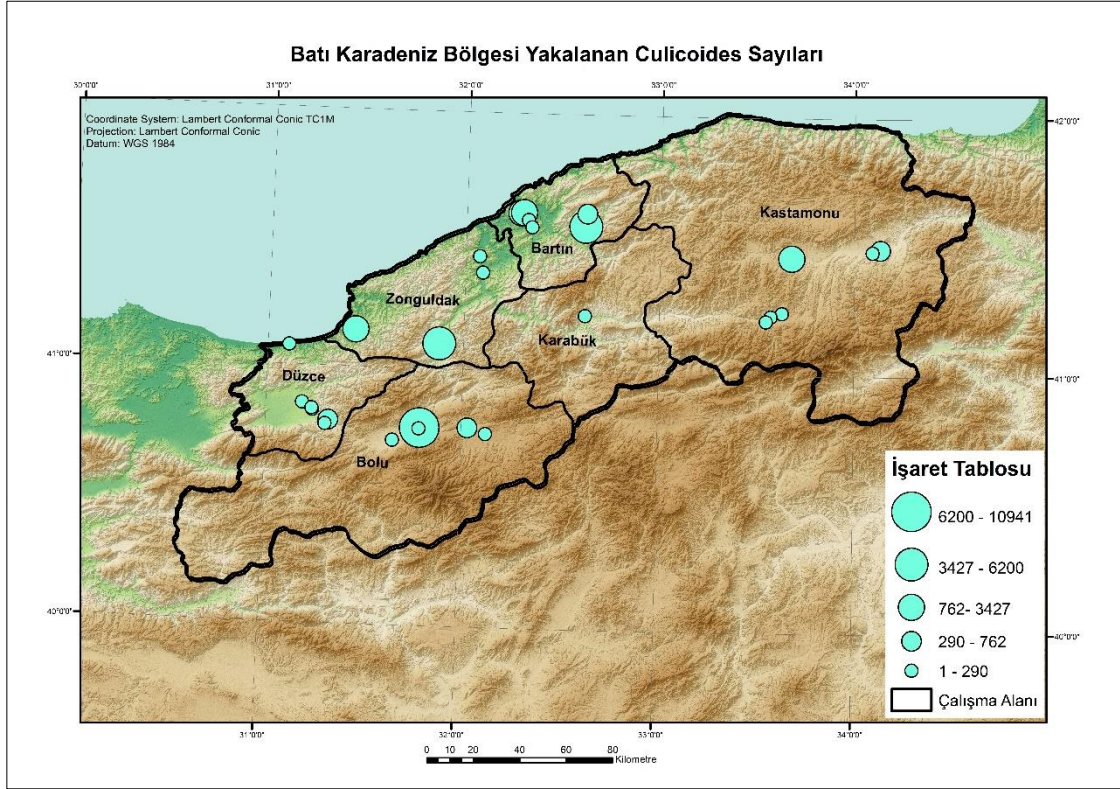 Batı Karadeniz Bölgesi Yakalanan Culicoides Sayıları
30°0'0" 31°0'0" 32°0'0" 33°0'0" 34°0'0"
Coordinate System: Lambert Conformal Conic TC1M
Projection: Lambert Conformal Conic
Datum: WGS 1984
42°0'0"
Kastamonu
Bartın
Zonguldak
Karabük
41°0'0"
Düzce
41°0'0"
Bolu
İşaret Tablosu
6200 - 10941
3427 - 6200
762- 3427
290 - 762
1 - 290
Çalışma Alanı
40°0'0"
40°0'0"
31°0'0" 32°0'0" 33°0'0" 34°0'0"
0 10 20 40 60 80
Kilometre